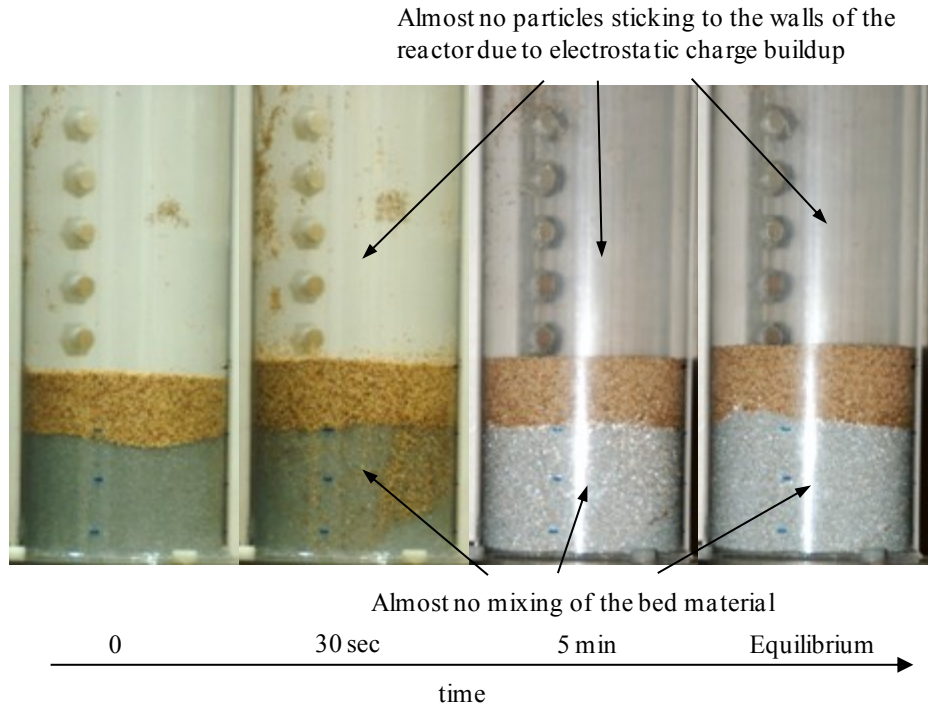 Almost no particles sticking to the walls of the
reactor due to electrostatic charge buildup
Almost no mixing of the bed material
0 30 sec 5 min Equilibrium
time